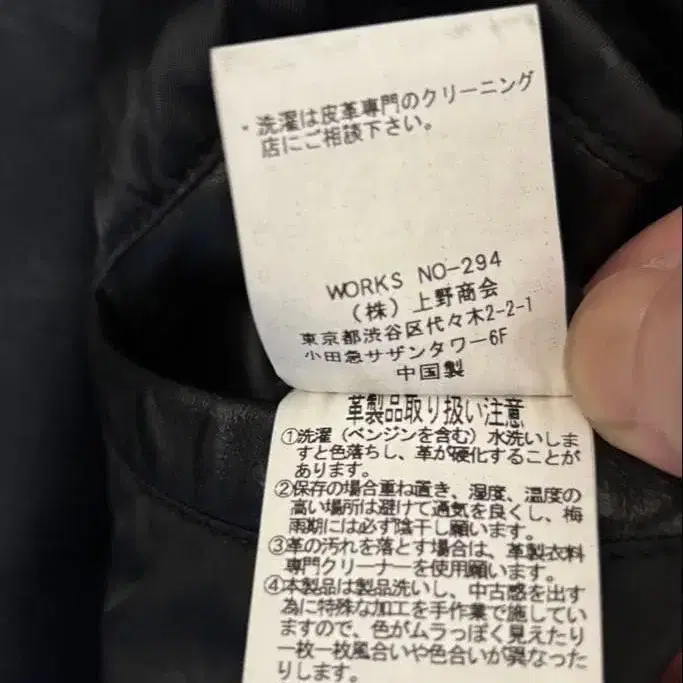 ・洗濯は皮革専門のクリーニング
店にご相談下さい。
WORKS NO-294
(株)上野商会
東京都渋谷区代々木2-2-1
小田急サザンタワー6F
中国製
革製品取り扱い注意
①洗濯(ベンジンを含む)水洗いしま
すと色落ちし、革が硬化することが
あります。
②保存の場合重ね置き、湿度、温度の
高い場所は避けて通気を良くし、梅
雨期には必ず陰干し願います。
③革の汚れを落とす場合は、革製衣料
専門クリーナーを使用願います。
④本製品は製品洗いし、中古感を出す
為に特殊な加工を手作業で施してい
ますので、色がムラっぽく見えたり
一枚一枚風合いや色合いが異なった
りします。